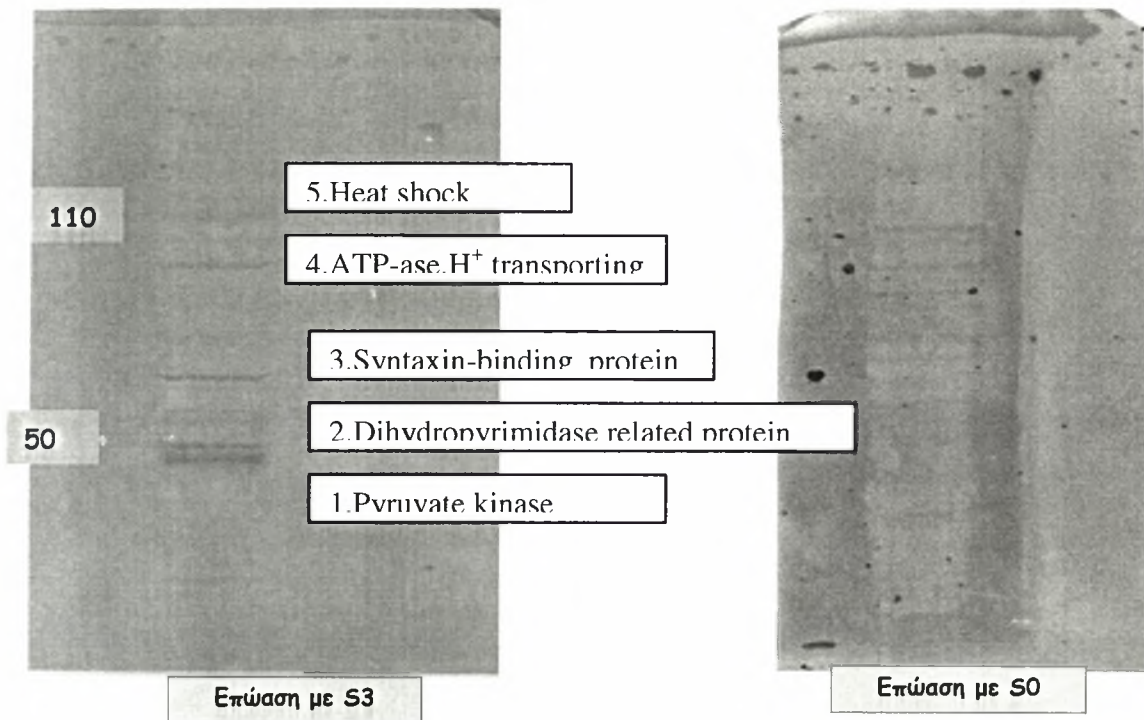 5.Heat shock
110
4.ATP-ase.H⁺ transporting
3.Syntaxin-binding protein
50
2.Dihydropyrimidase related protein
1.Pyruvate kinase
Επώαση με S3
Επώαση με S0